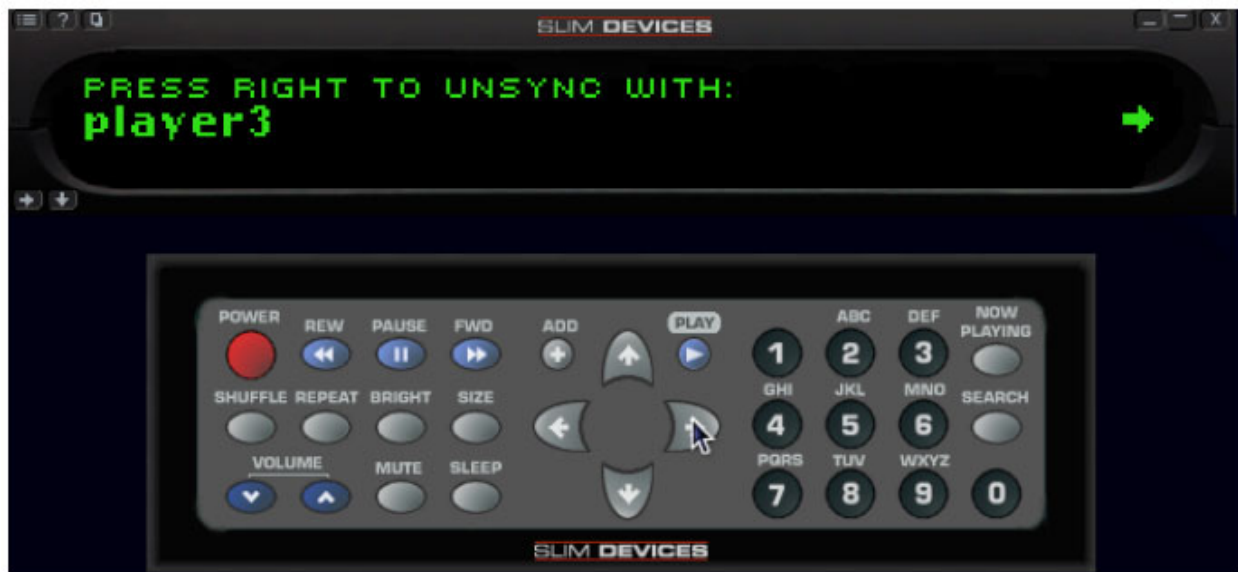 SLIM DEVICES
PRESS RIGHT TO UNSYNC WITH:
player3
POWER REW PAUSE FWD ADD PLAY ABC DEF NOW PLAYING
1 2 3
SHUFFLE REPEAT BRIGHT SIZE GHI JKL MNO SEARCH
4 5 6
VOLUME MUTE SLEEP PQRS TUV WXYZ
7 8 9 0
SLIM DEVICES